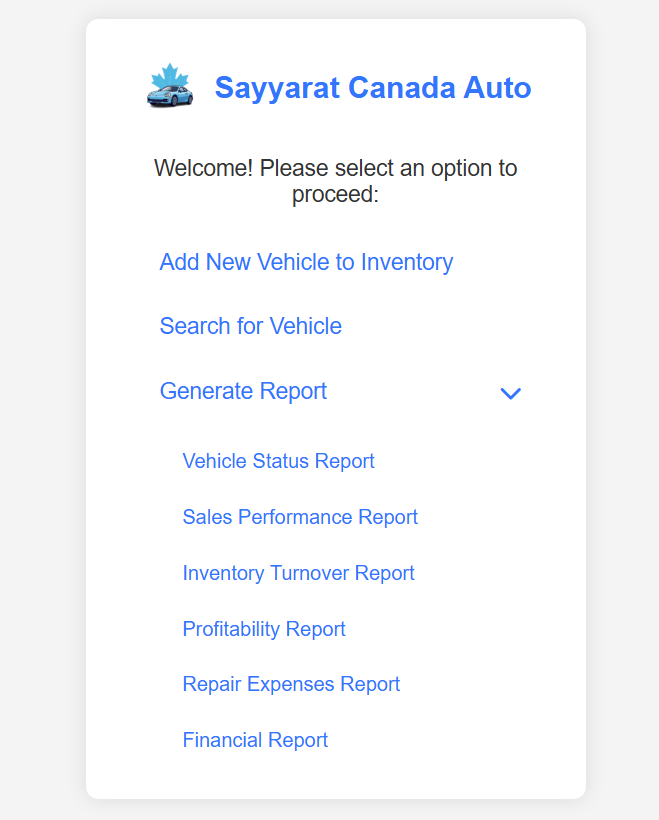 Sayyarat Canada Auto
Welcome! Please select an option to
proceed:
Add New Vehicle to Inventory
Search for Vehicle
Generate Report
Vehicle Status Report
Sales Performance Report
Inventory Turnover Report
Profitability Report
Repair Expenses Report
Financial Report